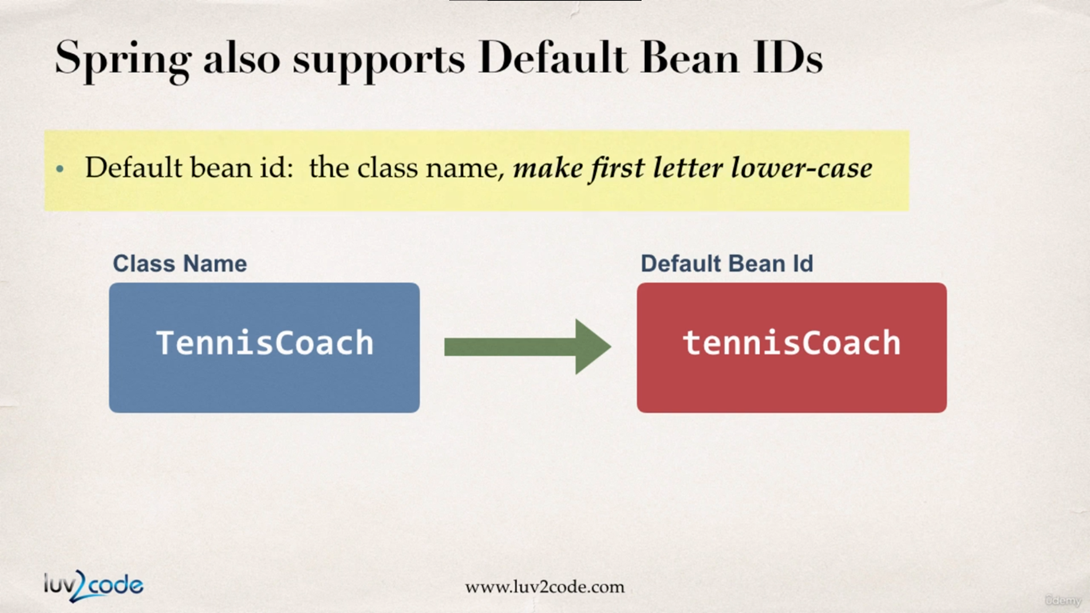 Spring also supports Default Bean IDs
• Default bean id: the class name, make first letter lower-case
Class Name
Default Bean Id
TennisCoach
tennisCoach
luv2code
www.luv2code.com
ûdemy